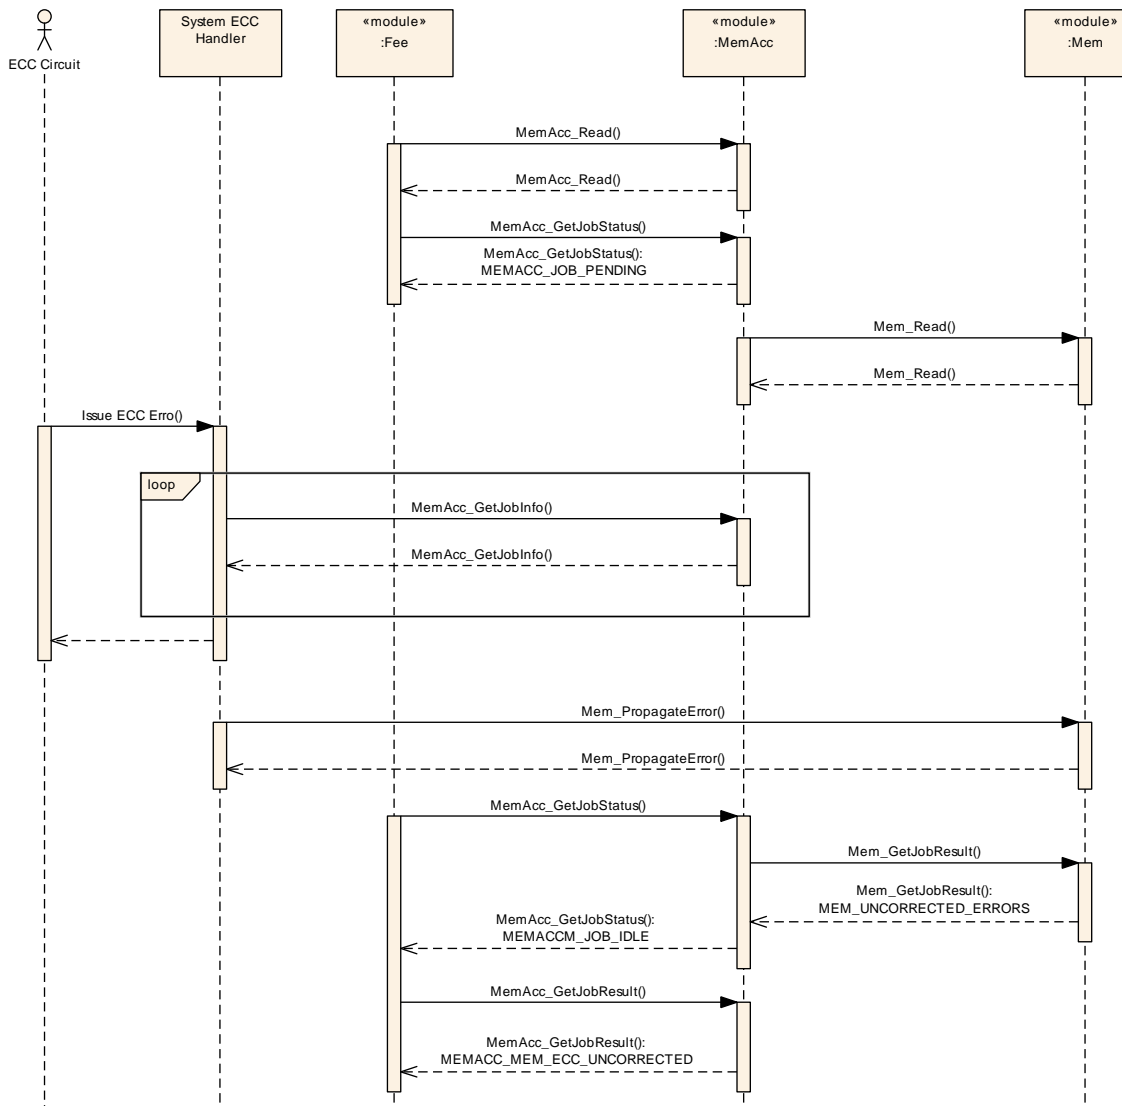 ECC Circuit
System ECC
Handler
«module»
:Fee
«module»
:MemAcc
«module»
:Mem
MemAcc_Read()
MemAcc_Read()
MemAcc_GetJobStatus()
MemAcc_GetJobStatus():
MEMACC_JOB_PENDING
Mem_Read()
Mem_Read()
Issue ECC Erro()
loop
MemAcc_GetJobInfo()
MemAcc_GetJobInfo()
Mem_PropagateError()
Mem_PropagateError()
MemAcc_GetJobStatus()
Mem_GetJobResult()
Mem_GetJobResult():
MEM_UNCORRECTED_ERRORS
MemAcc_GetJobStatus():
MEMACCM_JOB_IDLE
MemAcc_GetJobResult()
MemAcc_GetJobResult():
MEMACC_MEM_ECC_UNCORRECTED